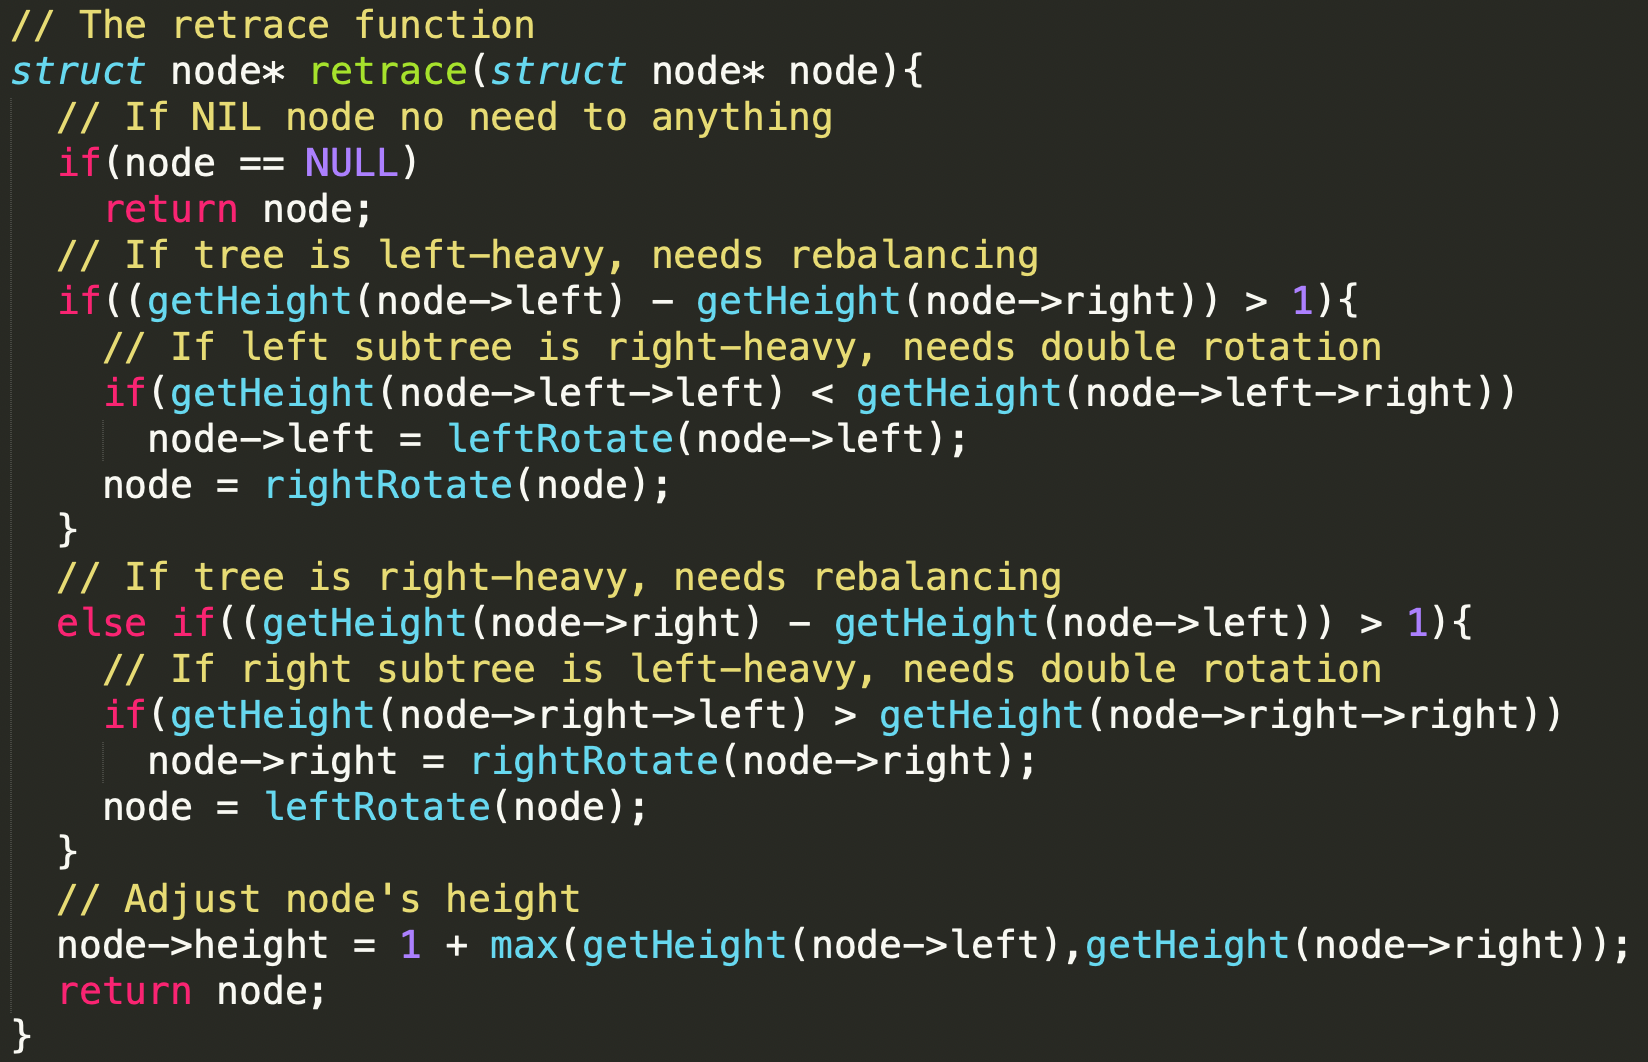 // The retrace function
struct node* retrace(struct node* node){
// If NIL node no need to anything
if(node == NULL)
return node;
// If tree is left-heavy, needs rebalancing
if((getHeight(node->left) - getHeight(node->right)) > 1){
// If left subtree is right-heavy, needs double rotation
if(getHeight(node->left->left) < getHeight(node->left->right))
node->left = leftRotate(node->left);
node = rightRotate(node);
}
// If tree is right-heavy, needs rebalancing
else if((getHeight(node->right) - getHeight(node->left)) > 1){
// If right subtree is left-heavy, needs double rotation
if(getHeight(node->right->left) > getHeight(node->right->right))
node->right = rightRotate(node->right);
node = leftRotate(node);
}
// Adjust node's height
node->height = 1 + max(getHeight(node->left),getHeight(node->right));
return node;
}